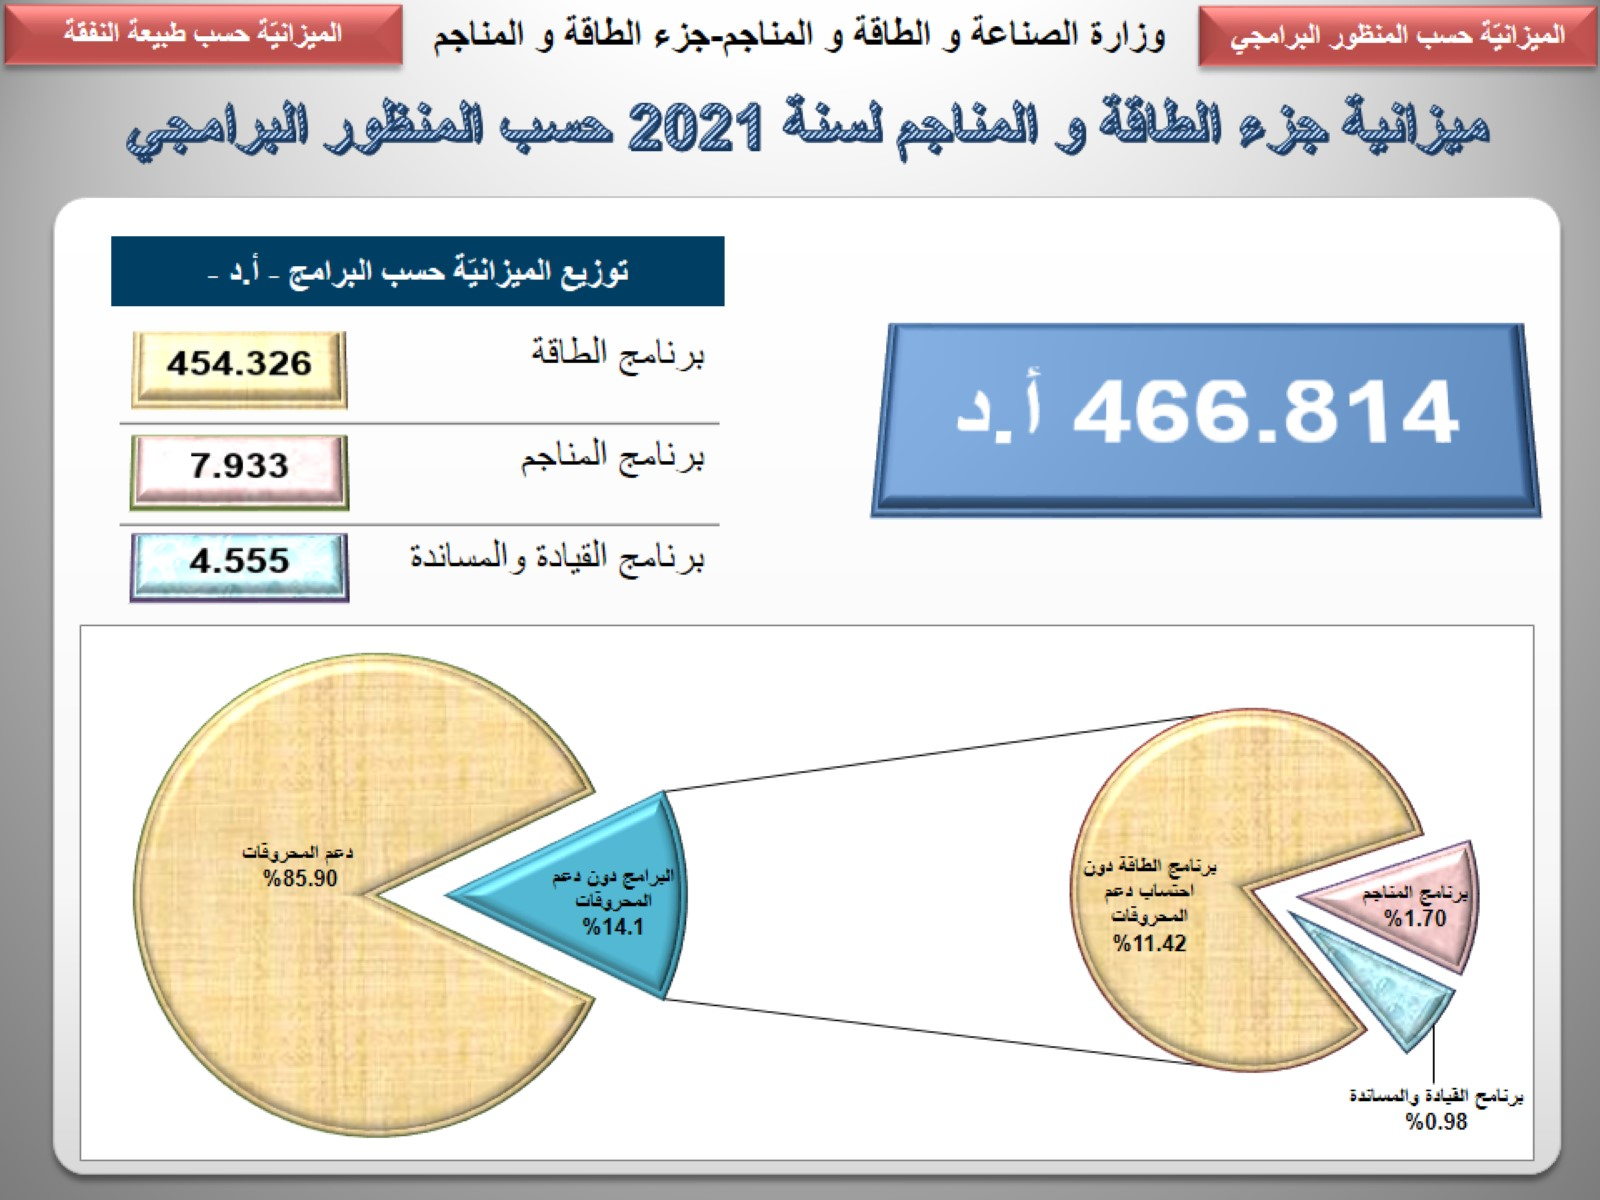 الميزانيّة حسب المنظور البرامجي
وزارة الصناعة و الطاقة و المناجم-جزء الطاقة و المناجم
الميزانيّة حسب طبيعة النفقة
ميزانية جزء الطاقة و المناجم لسنة 2021 حسب المنظور البرامجي
466.814 أ.د
توزيع الميزانيّة حسب البرامج - أ.د -
برنامج الطاقة 454.326
برنامج المناجم 7.933
برنامج القيادة والمساندة 4.555
دعم المحروقات
%85.90
البرامج دون دعم
المحروقات
%14.1
برنامج الطاقة دون
احتساب دعم
المحروقات
%11.42
برنامج المناجم
%1.70
برنامج القيادة والمساندة
%0.98